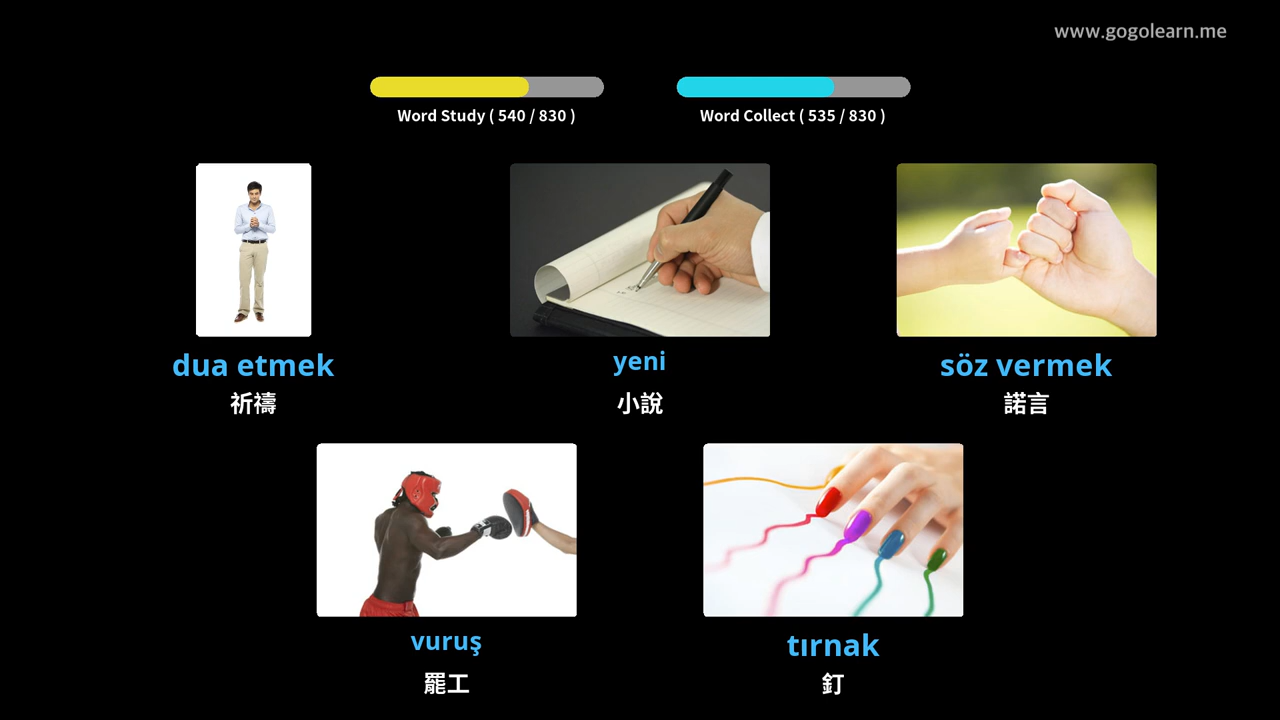 www.gogolearn.me
Word Study ( 540 / 830 )
Word Collect ( 535 / 830 )
dua etmek
祈禱
yeni
小說
söz vermek
諾言
vuruş
罷工
tırnak
釘